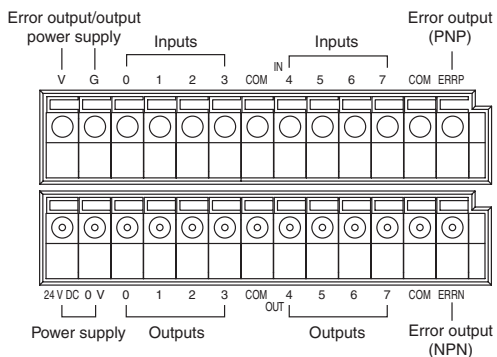 Error output/output
power supply
Inputs
Inputs
Error output
(PNP)
IN
V G 0 1 2 3 COM 4 5 6 7 COM ERRP
24 V DC 0 V 0 1 2 3 COM 4 5 6 7 COM ERRN
OUT
Power supply
Outputs
Outputs
Error output
(NPN)